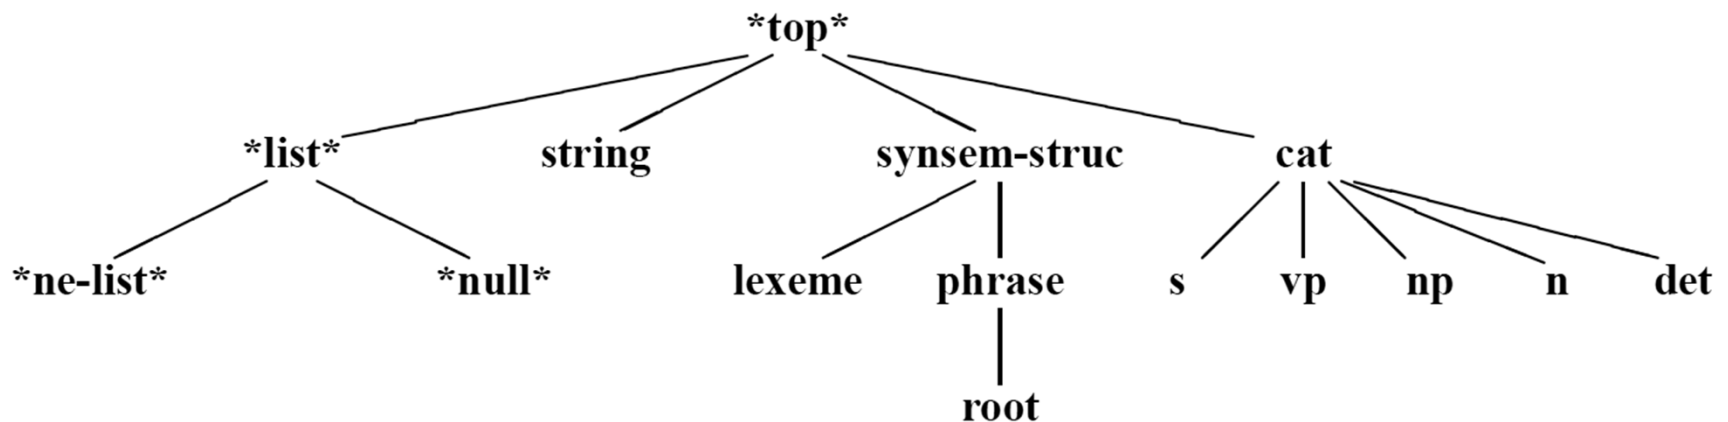 *top*
*list* string synsem-struc cat
*ne-list* *null* lexeme phrase s vp np n det
root